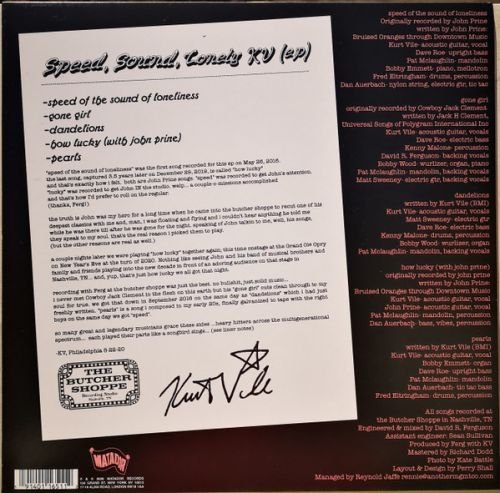 Speed, Sound, Lonely KV (ep)
-speed of the sound of loneliness
-gone girl
-dandelions
-how lucky (with john prine)
-pearls
"speed of the sound of loneliness" was the first song recorded for this ep on May 26, 2016.
the last song, captured 3.5 years later on December 29, 2019, is called "how lucky"
and that's exactly how i felt. both are John Prine songs. "speed" was recorded to get John's attention.
"lucky" was recorded to get John IN the studio. welp... a couple o missions accomplished
and that's how I'd prefer to roll on the regular.
(thanks, Ferg!)
the truth is John was my hero for a long time when he came into the butcher shoppe to recut one of his
deepest classics with me. and, man, i was floating and flying and i couldn't hear anything he told me
while he was there till after he was gone for the night. speaking of John talkin to me, well, his songs,
they speak to my soul. that's the real reason i picked them to play.
(but the other reasons are real as well.)
a couple nights later we were playing "how lucky" together again; this time onstage at the Grand Ole Opry
on New Year's Eve at the turn of 2020. Nothing like seeing John and his band of musical brothers and
family and friends playing into the new decade in front of an adoring audience on that stage in
Nashville, TN... and, yup, that's just how lucky we all got that night.
recording with Ferg at the butcher shoppe was just the best. no bullshit, just solid music...
i never met Cowboy Jack Clement in the flesh on this earth but his "gone girl" cuts clean through to my
soul for true. we got that down in September 2016 on the same day as "dandelions" which i had just
freshly written. "pearls" is a song i composed in my early 20s, finally galvanized to tape with the right
boys on the same day we got "speed".
so many great and legendary musicians grace these sides...heavy hitters across the multigenerational
spectrum... each played their parts like a songbird sings... (see liner notes)
-KV, Philadelphia 8-22-20
THE
BUTCHER
SHOPPE
Recording Studio
Nashville, TN
Kurt Vile
MATADOR
speed of the sound of loneliness
Originally recorded by John Prine
written by John Prine:
Bruised Oranges through Downtown Music
Kurt Vile- acoustic guitar, vocal
Dave Roe- upright bass
Pat Mclaughlin- mandolin
Bobby Emmett- piano, mellotron
Fred Eltringham- drums, percussion
Dan Auerbach- nylon string, electric gtr, tic tac
gone girl
originally recorded by Cowboy Jack Clement
written by Jack H Clement,
Universal Songs of Polygram International Inc
Kurt Vile- acoustic guitar, vocals
Dave Roe- electric bass
Kenny Malone- percussion
David R. Ferguson- backing vocals
Bobby Wood- wurlizer, organ, piano
Pat Mclaughlin- mandolin, backing vocals
Matt Sweeney- electric gtr, backing vocals
dandelions
written by Kurt Vile (BMI)
Kurt Vile- acoustic guitar, vocals
Matt Sweeney- electric guitar
Dave Roe- electric bass
Kenny Malone- drums, percussion
Bobby Wood- wurlizer, organ
Pat Mclaughlin- mandolin, percussion
how lucky (with john prine)
originally recorded by john prine
written by John Prine:
Bruised Oranges through Downtown Music
Kurt Vile- acoustic guitar, vocals
John Prine- acoustic guitar, vocals
Pat Mclaughlin- mandolin, percussion
Dan Auerbach- bass, vibes, percussion
pearls
written by Kurt Vile (BMI)
Kurt Vile- acoustic guitar, vocals
Bobby Emmett- organ
Dave Roe- upright bass
Pat Mclaughlin- mandolin
Dan Auerbach- tic tac bass
Fred Eltringham- drums, percussion
All songs recorded at
the Butcher Shoppe in Nashville, TN
Engineered & mixed by David R. Ferguson
Assistant engineer: Sean Sullivan
Produced by Ferg with KV
Mastered by Richard Dodd
Photo by Kate Battle
Layout & Design by Perry Shall